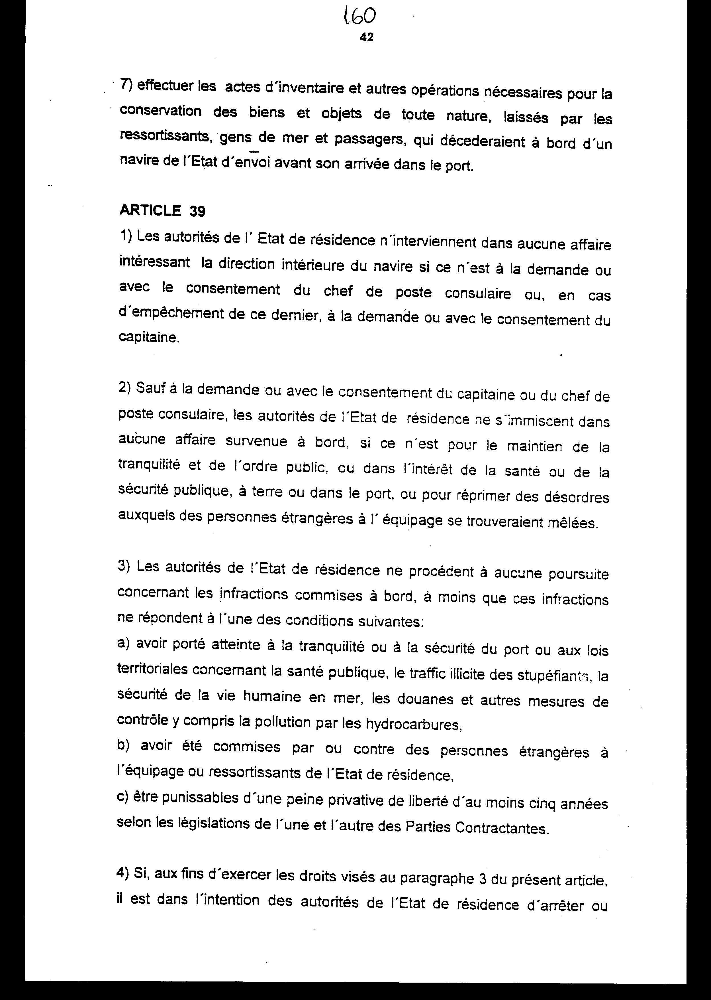 160
42
7) effectuer les actes d´inventaire et autres opérations nécessaires pour la
conservation des biens et objets de toute nature, laissés par les
ressortissants, gens de mer et passagers, qui décederaient à bord d´un
navire de l´Etat d´envoi avant son arrivée dans le port.
ARTICLE 39
1) Les autorités de l´ Etat de résidence n´interviennent dans aucune affaire
intéressant la direction intérieure du navire si ce n´est à la demande ou
avec le consentement du chef de poste consulaire ou, en cas
d´empêchement de ce dernier, à la demande ou avec le consentement du
capitaine.
2) Sauf à la demande ou avec le consentement du capitaine ou du chef de
poste consulaire, les autorités de l´Etat de résidence ne s´immiscent dans
aucune affaire survenue à bord, si ce n´est pour le maintien de la
tranquilité et de l´ordre public, ou dans l´intérêt de la santé ou de la
sécurité publique, à terre ou dans le port, ou pour réprimer des désordres
auxquels des personnes étrangères à l´ équipage se trouveraient mêlées.
3) Les autorités de l´Etat de résidence ne procédent à aucune poursuite
concernant les infractions commises à bord, à moins que ces infractions
ne répondent à l´une des conditions suivantes:
a) avoir porté atteinte à la tranquilité ou à la sécurité du port ou aux lois
territoriales concernant la santé publique, le traffic illicite des stupéfiants, la
sécurité de la vie humaine en mer, les douanes et autres mesures de
contrôle y compris la pollution par les hydrocarbures,
b) avoir été commises par ou contre des personnes étrangères à
l´équipage ou ressortissants de l´Etat de résidence,
c) être punissables d´une peine privative de liberté d´au moins cinq années
selon les législations de l´une et l´autre des Parties Contractantes.
4) Si, aux fins d´exercer les droits visés au paragraphe 3 du présent article,
il est dans l´intention des autorités de l´Etat de résidence d´arrêter ou